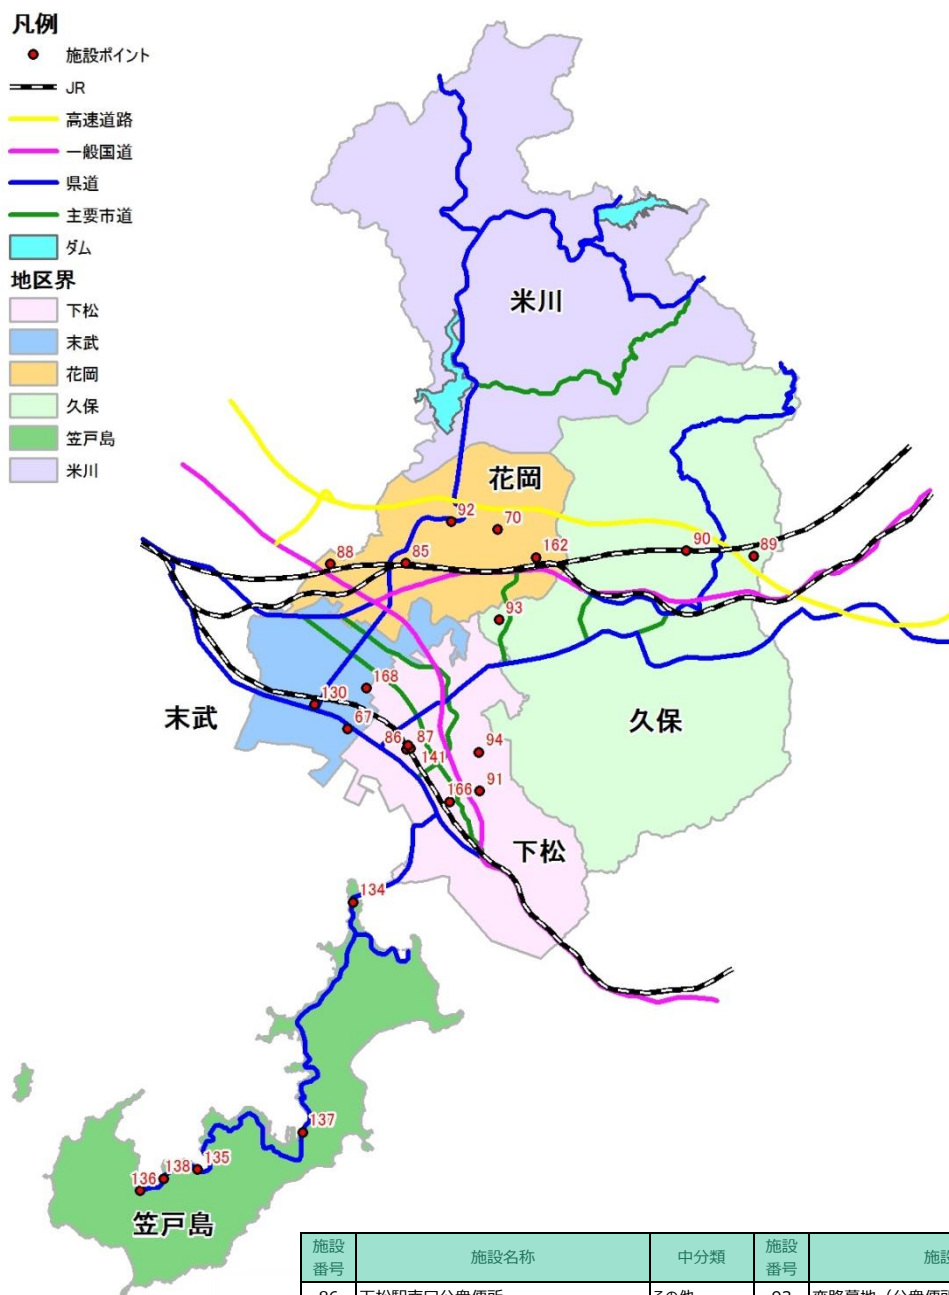 凡例
施設ポイント
JR
高速道路
一般国道
県道
主要市道
ダム
地区界
下松
末武
花岡
久保
笠戸島
米川
米川
花岡
92
70
162
90
89
88
85
93
168
130
末武
67
86
87
141
94
久保
91
166
下松
134
137
135
138
136
笠戸島
施設番号 施設名称 中分類 施設番号
86 下松駅南口公衆便所 その他